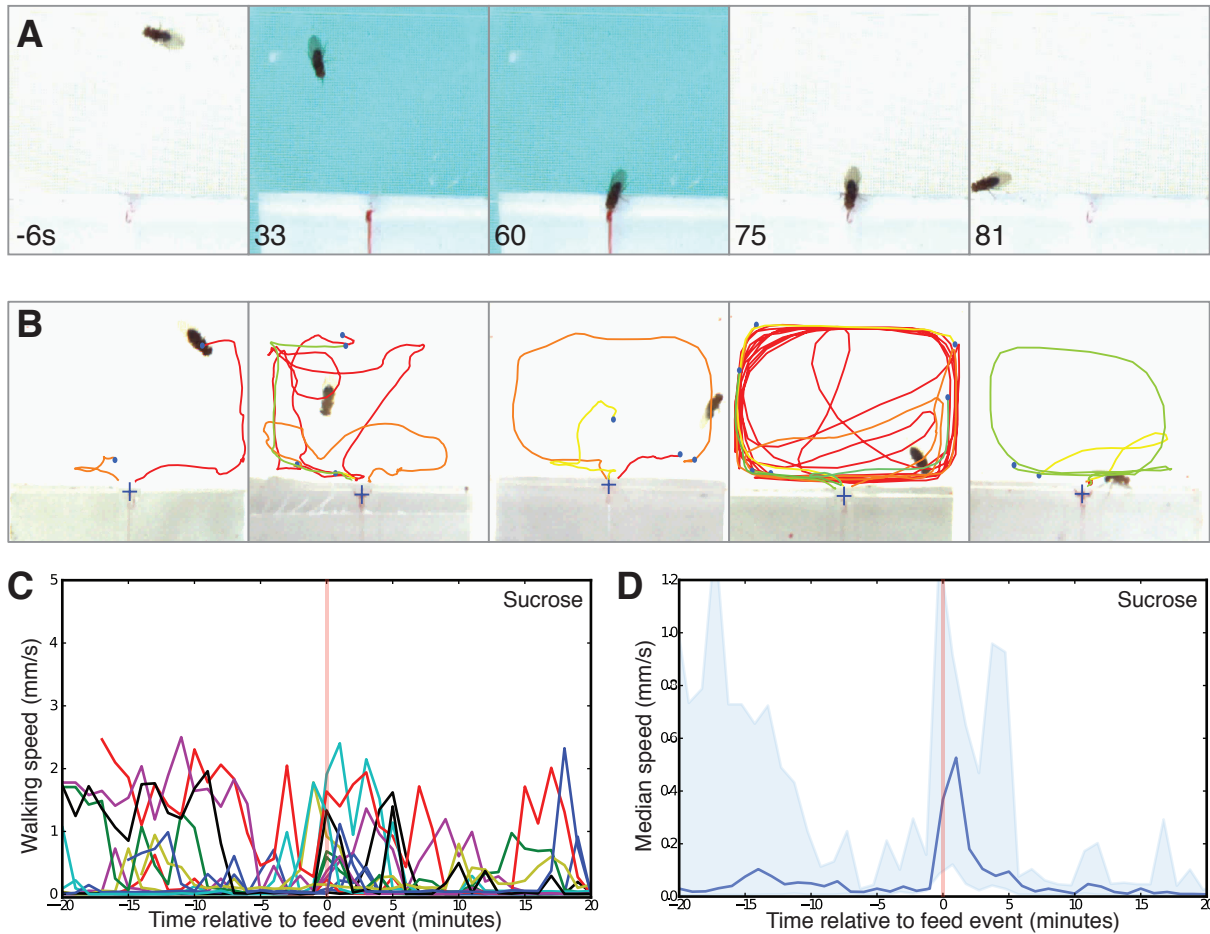 A
-6s 33 60 75 81
B
C
Sucrose
Walking speed (mm/s)
5
4
3
2
1
0
−20 −15 −10 −5 0 5 10 15 20
Time relative to feed event (minutes)
D
Sucrose
Median speed (mm/s)
1.2
1.0
0.8
0.6
0.4
0.2
0.0
−20 −15 −10 −5 0 5 10 15 20
Time relative to feed event (minutes)